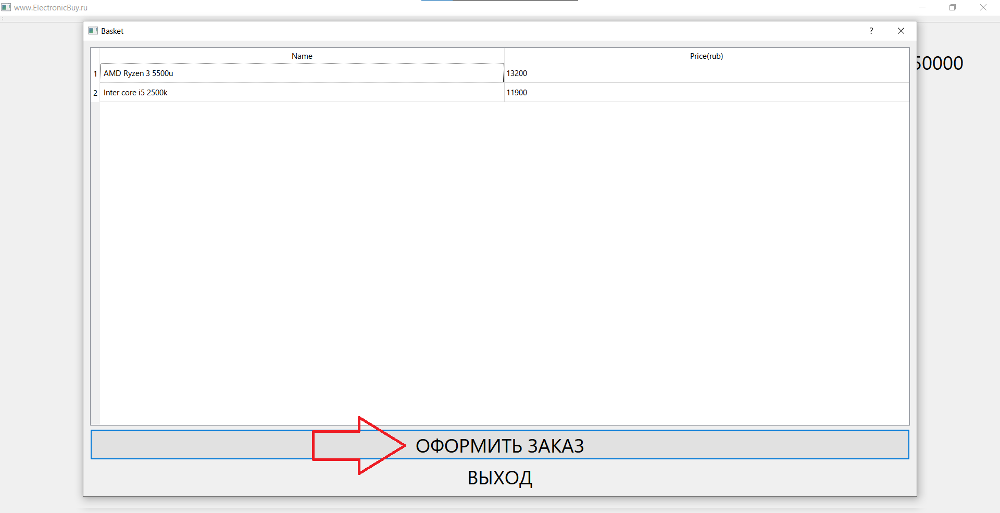 www.ElectronicBuy.ru
Basket
?
50000
Name Price(rub)
1 AMD Ryzen 3 5500u 13200
2 Inter core i5 2500k 11900
ОФОРМИТЬ ЗАКАЗ
ВЫХОД